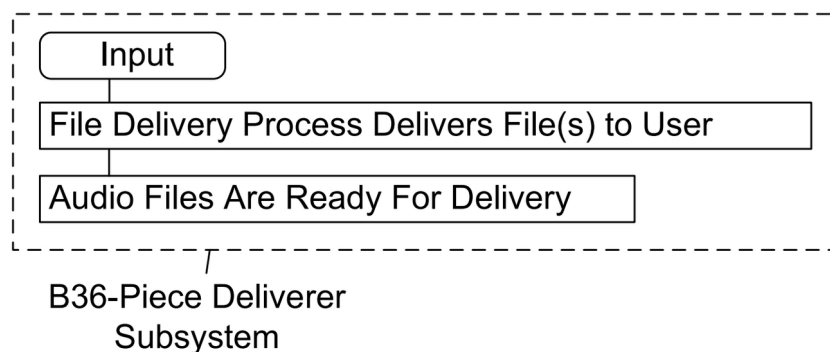 Input
File Delivery Process Delivers File(s) to User
Audio Files Are Ready For Delivery
B36-Piece Deliverer
Subsystem